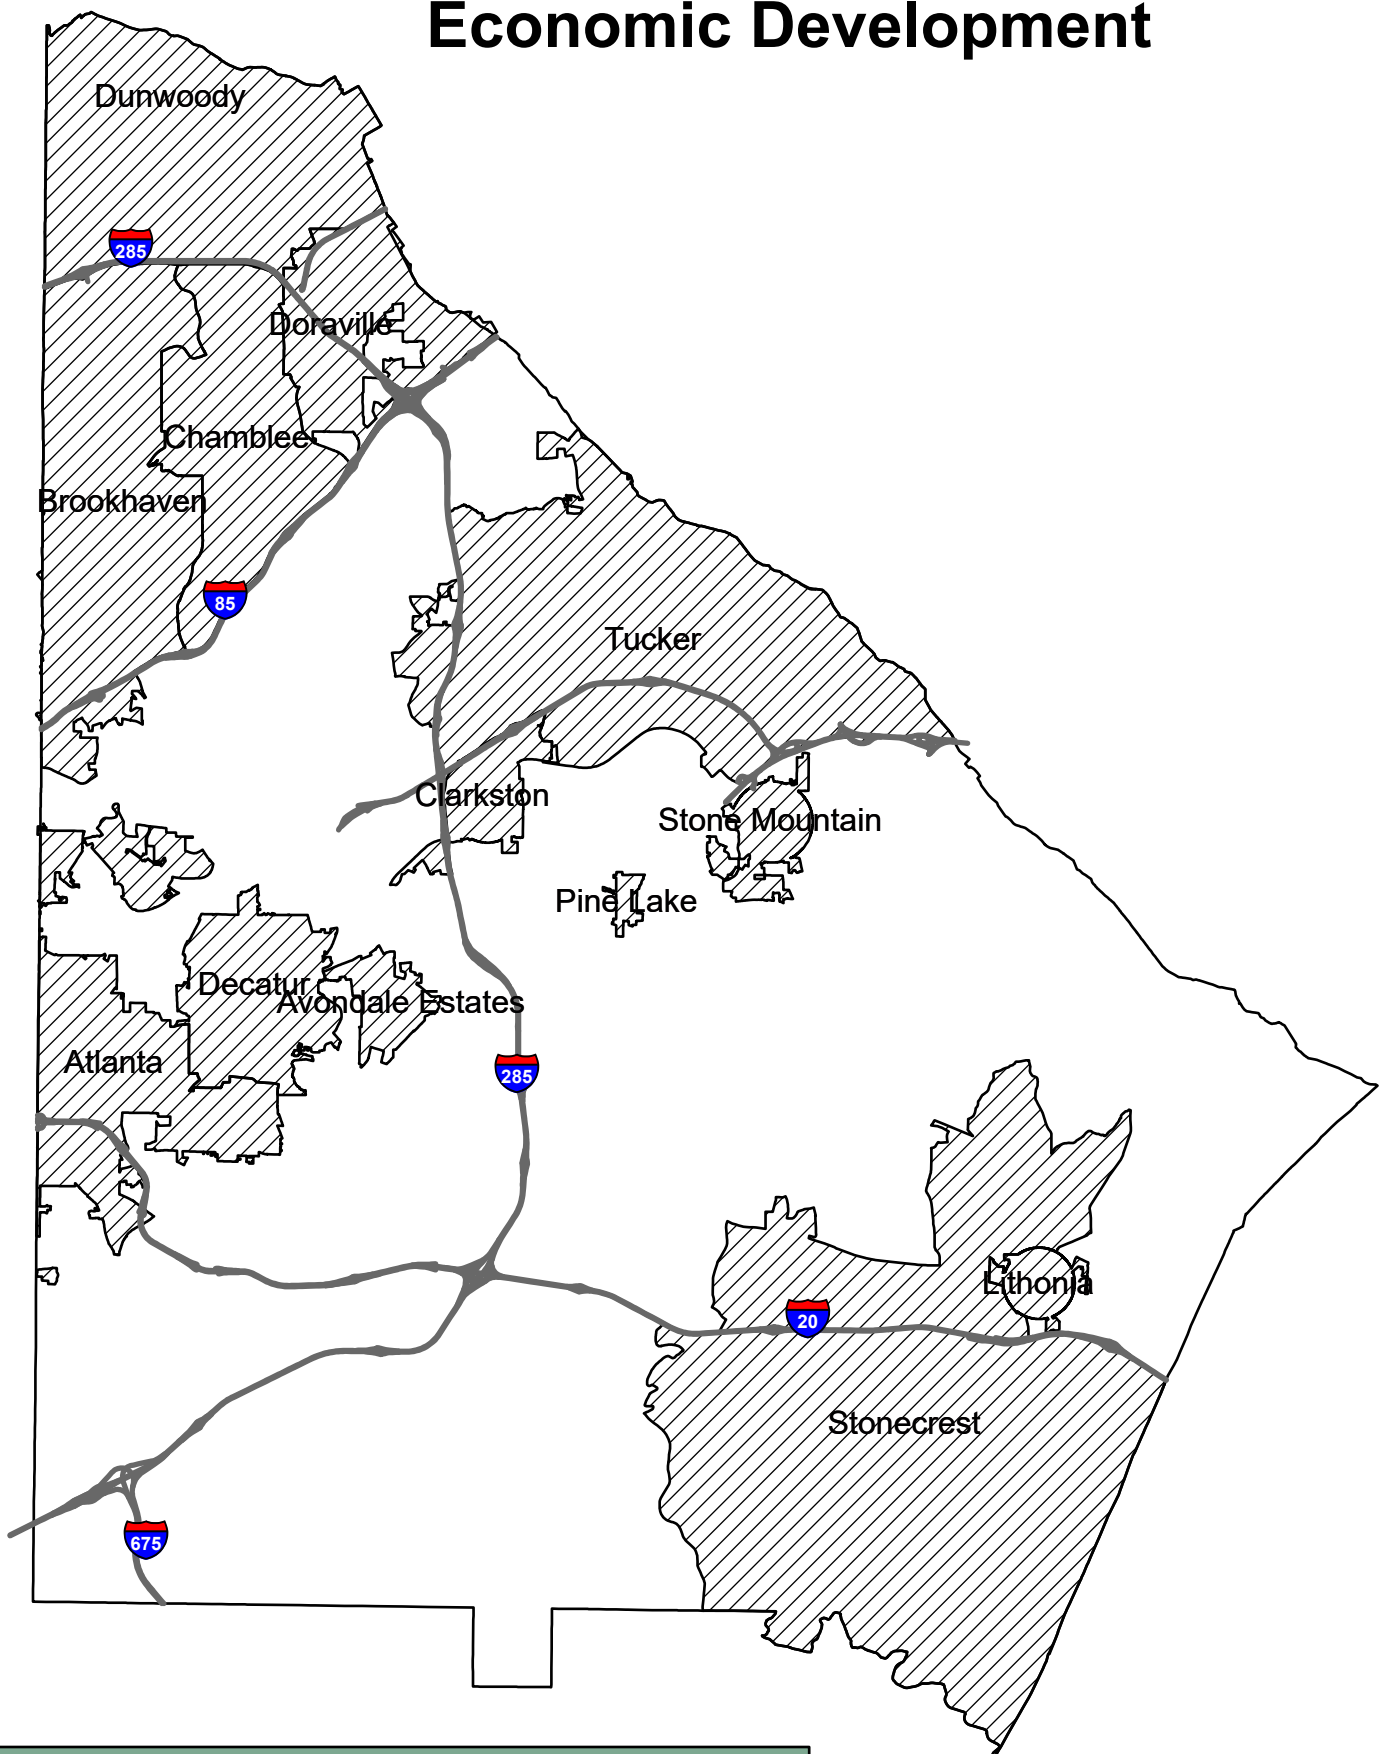 Economic Development
Dunwoody
285
Doraville
Chamblee
Brookhaven
85
Tucker
Clarkston
Stone Mountain
Pine Lake
Decatur
Avondale Estates
Atlanta
285
Lithonia
20
Stonecrest
675